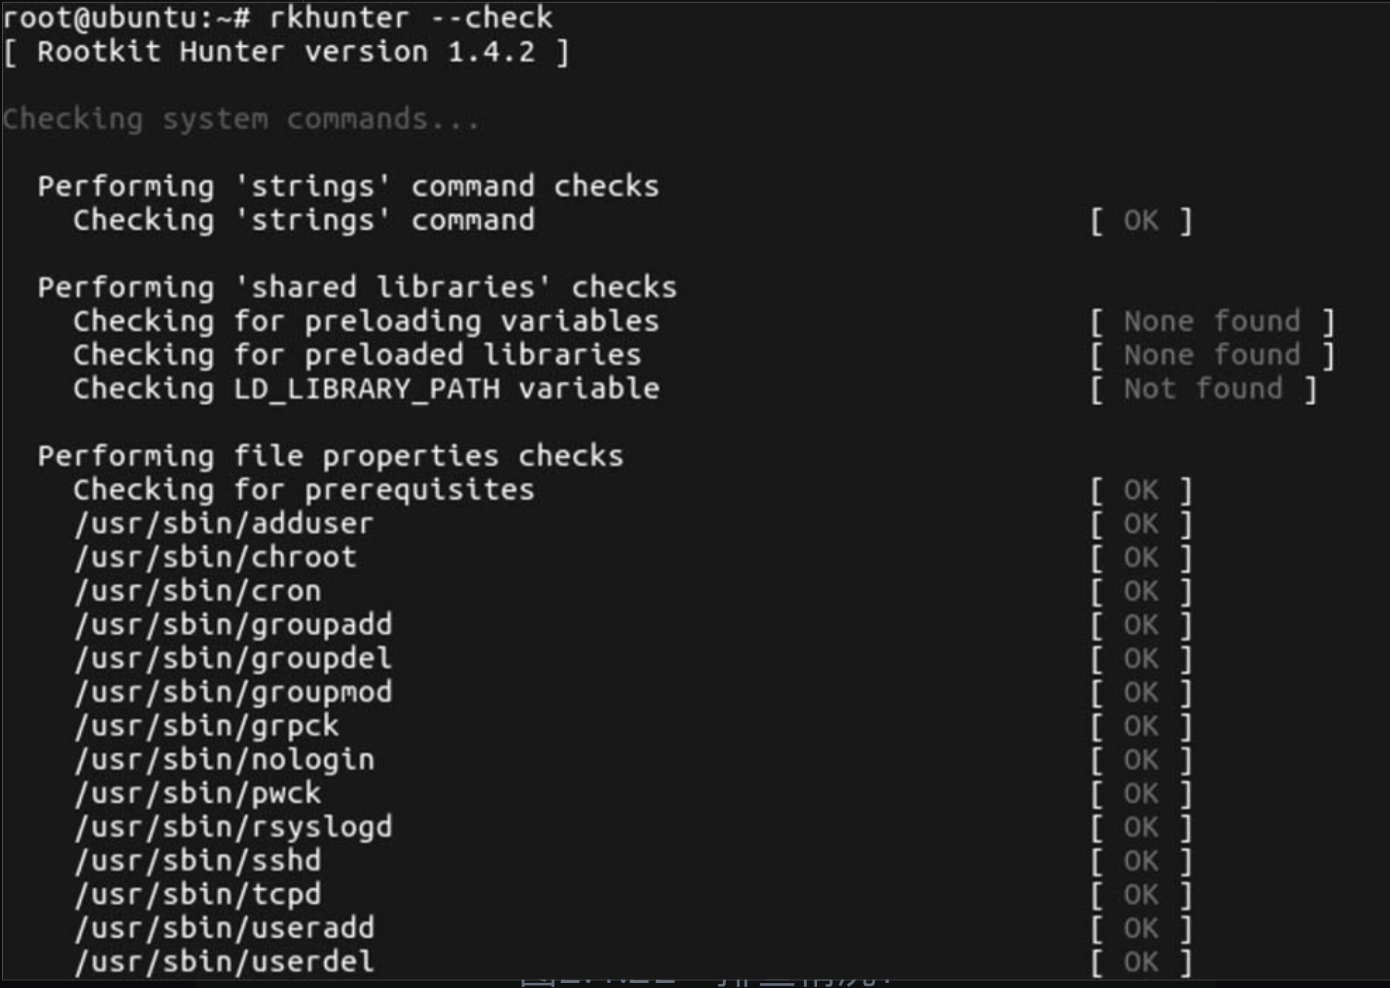 root@ubuntu:~# rkhunter --check
[ Rootkit Hunter version 1.4.2 ]
Checking system commands...
Performing 'strings' command checks
Checking 'strings' command [ OK ]
Performing 'shared libraries' checks
Checking for preloading variables [ None found ]
Checking for preloaded libraries [ None found ]
Checking LD_LIBRARY_PATH variable [ Not found ]
Performing file properties checks
Checking for prerequisites [ OK ]
/usr/sbin/adduser [ OK ]
/usr/sbin/chroot [ OK ]
/usr/sbin/cron [ OK ]
/usr/sbin/groupadd [ OK ]
/usr/sbin/groupdel [ OK ]
/usr/sbin/groupmod [ OK ]
/usr/sbin/grpck [ OK ]
/usr/sbin/nologin [ OK ]
/usr/sbin/pwck [ OK ]
/usr/sbin/rsyslogd [ OK ]
/usr/sbin/sshd [ OK ]
/usr/sbin/tcpd [ OK ]
/usr/sbin/useradd [ OK ]
/usr/sbin/userdel [ OK ]